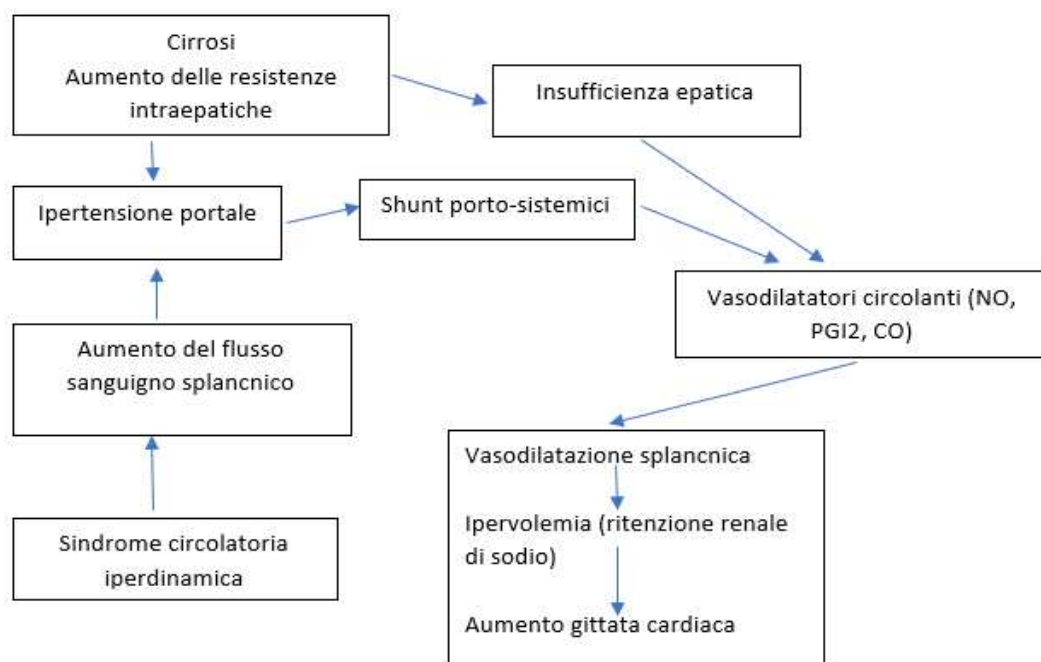 Cirrosi
Aumento delle resistenze
intraepatiche
Insufficienza epatica
Ipertensione portale
Shunt porto-sistemici
Vasodilatatori circolanti (NO,
PGI2, CO)
Aumento del flusso
sanguigno splancnico
Vasodilatazione splancnica
Ipervolemia (ritenzione renale
di sodio)
Aumento gittata cardiaca
Sindrome circolatoria
iperdinamica